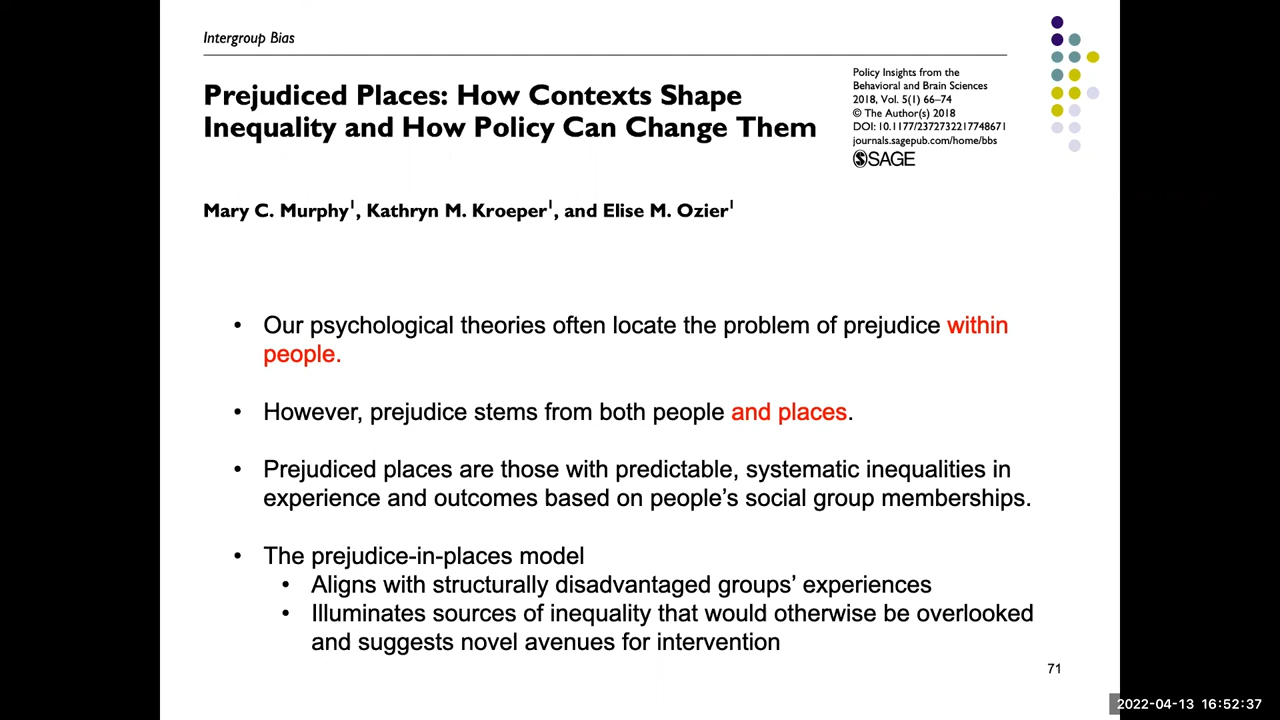 Intergroup Bias
Prejudiced Places: How Contexts Shape
Inequality and How Policy Can Change Them
Policy Insights from the
Behavioral and Brain Sciences
2018, Vol. 5(1) 66–74
© The Author(s) 2018
DOI: 10.1177/2372732217748671
journals.sagepub.com/home/bbs
SAGE
Mary C. Murphy¹, Kathryn M. Kroeper¹, and Elise M. Ozier¹
• Our psychological theories often locate the problem of prejudice within
people.
• However, prejudice stems from both people and places.
• Prejudiced places are those with predictable, systematic inequalities in
experience and outcomes based on people’s social group memberships.
• The prejudice-in-places model
• Aligns with structurally disadvantaged groups’ experiences
• Illuminates sources of inequality that would otherwise be overlooked
and suggests novel avenues for intervention
71
2022-04-13 16:52:37